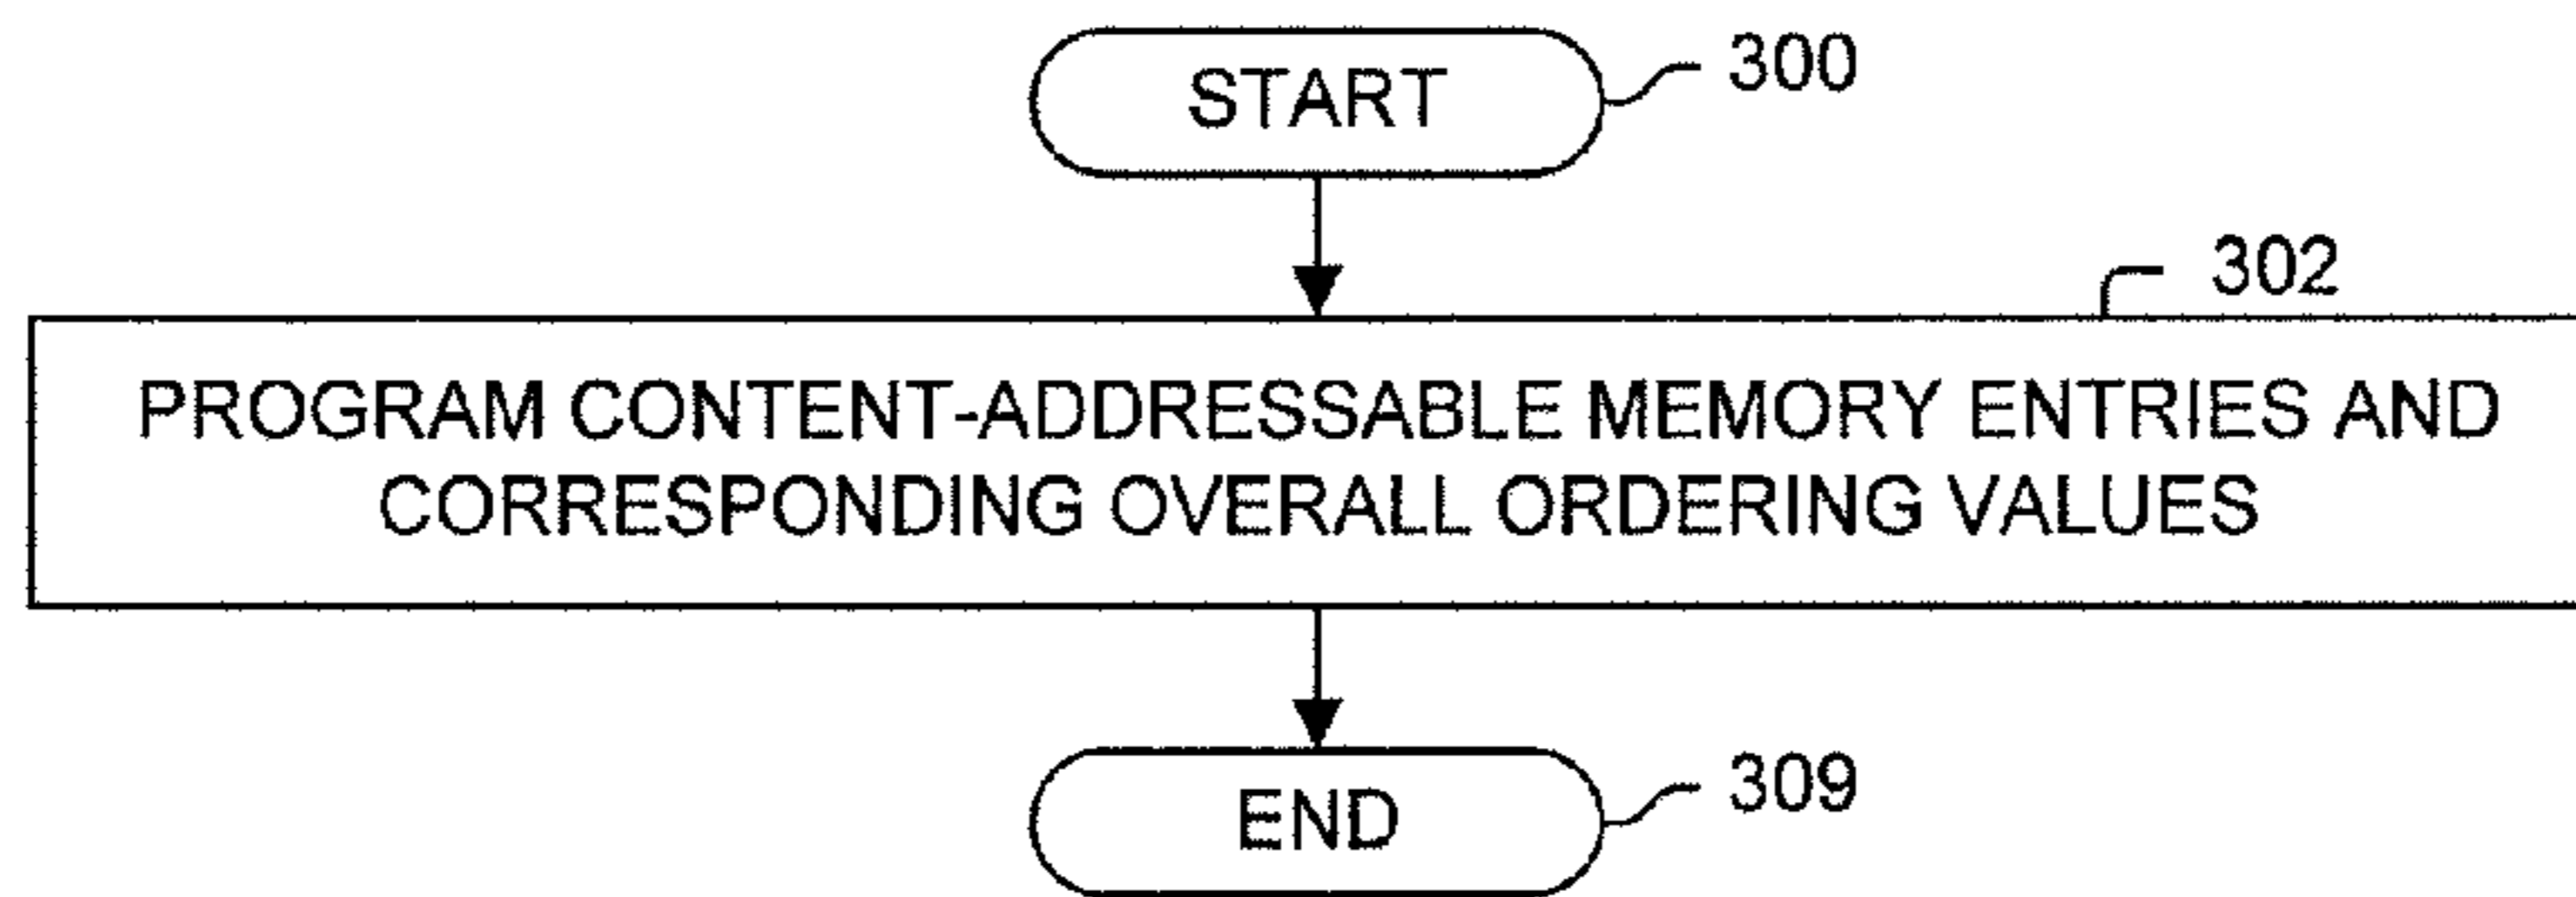 START
300
302
PROGRAM CONTENT-ADDRESSABLE MEMORY ENTRIES AND
CORRESPONDING OVERALL ORDERING VALUES
END
309